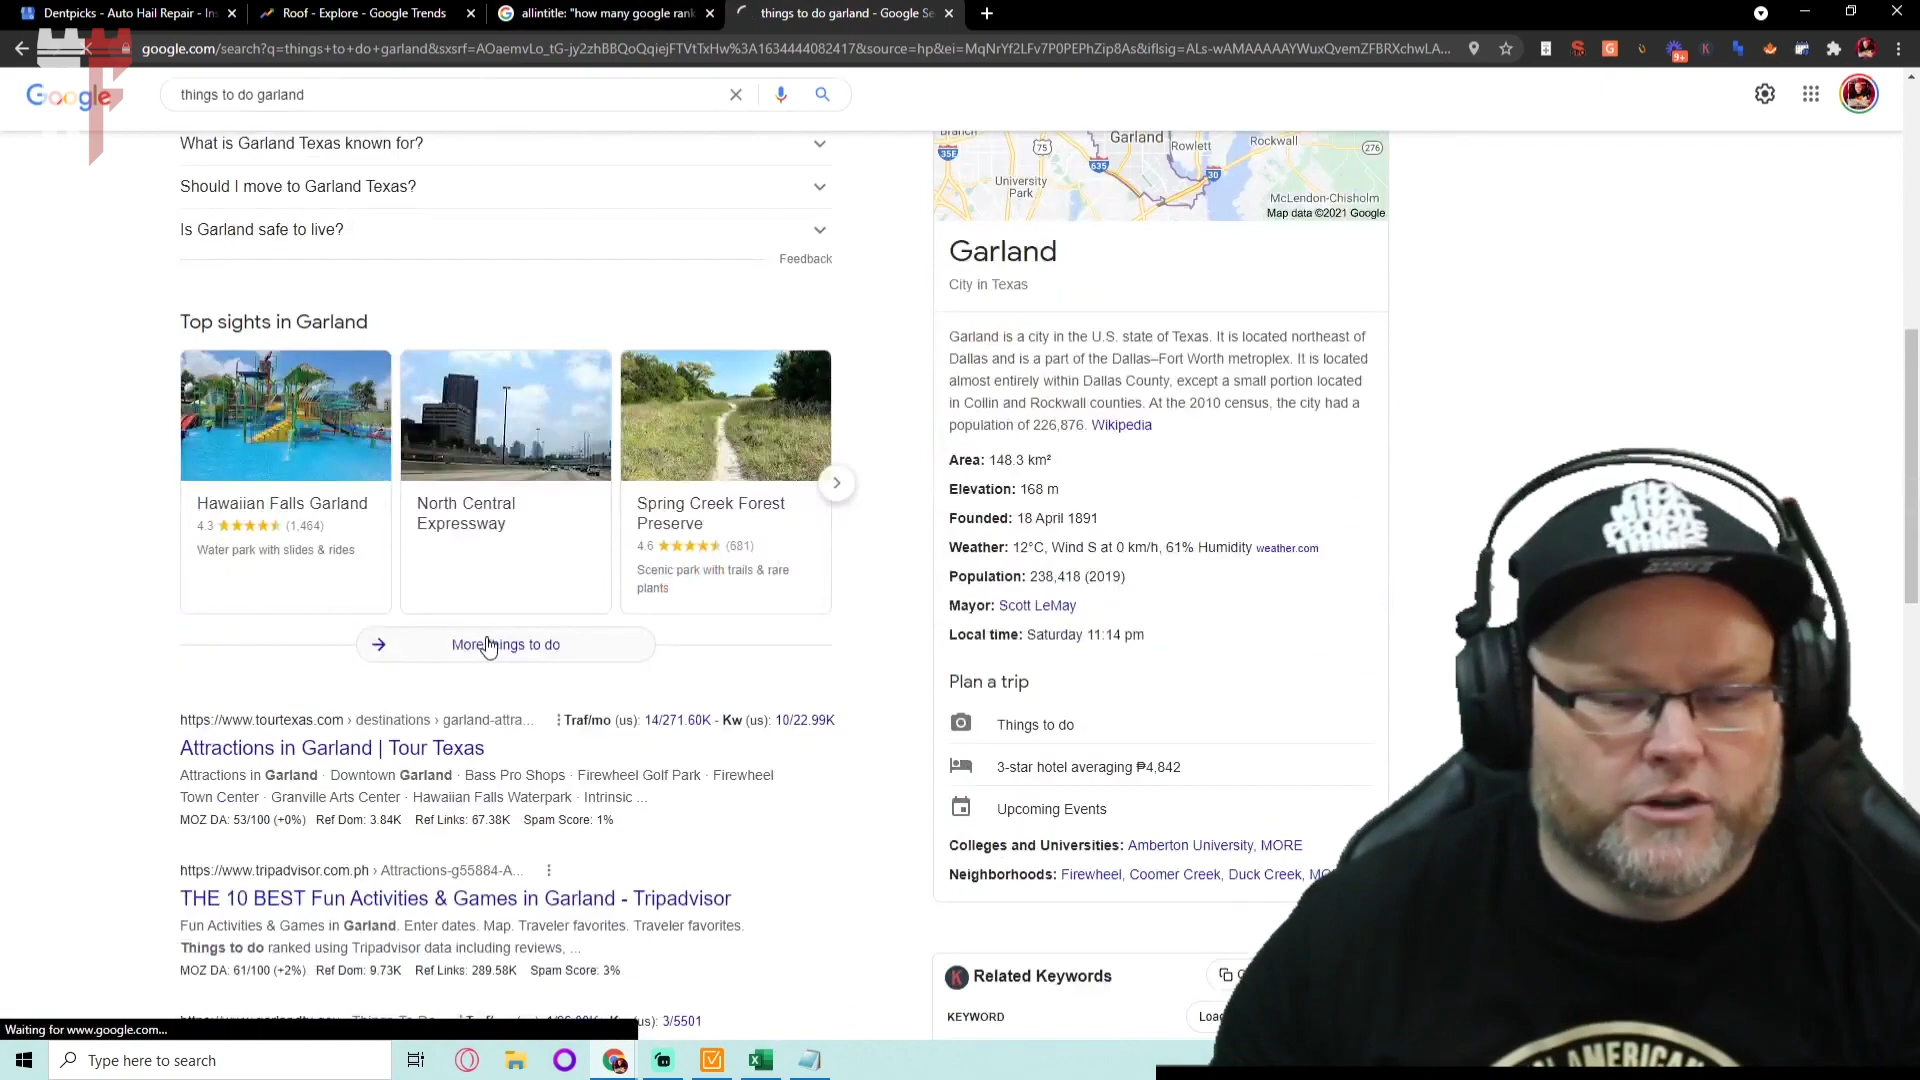 Dentpicks - Auto Hail Repair - In
Roof - Explore - Google Trends
allintitle: "how many google rank
things to do garland - Google Se
google.com/search?q=things+to+do+garland&sxsrf=AOaemvLo_tG-jy2zhBBQoQqiejFTVtTxHw%3A1634444082417&source=hp&ei=MqNrYf2LFv7P0PEPhZip8As&iflsig=ALs-wAMAAAAAYWuxQvemZFBRXchwLA...
9+
Google
things to do garland
What is Garland Texas known for?
Should I move to Garland Texas?
Is Garland safe to live?
Feedback
Top sights in Garland
Hawaiian Falls Garland
4.3 (1,464)
Water park with slides & rides
North Central
Expressway
Spring Creek Forest
Preserve
4.6 (681)
Scenic park with trails & rare
plants
More things to do
https://www.tourtexas.com › destinations › garland-attra...
Traf/mo (us): 14/271.60K - Kw (us): 10/22.99K
Attractions in Garland | Tour Texas
Attractions in Garland · Downtown Garland · Bass Pro Shops · Firewheel Golf Park · Firewheel
Town Center · Granville Arts Center · Hawaiian Falls Waterpark · Intrinsic ...
MOZ DA: 53/100 (+0%) Ref Dom: 3.84K Ref Links: 67.38K Spam Score: 1%
https://www.tripadvisor.com.ph › Attractions-g55884-A...
THE 10 BEST Fun Activities & Games in Garland - Tripadvisor
Fun Activities & Games in Garland. Enter dates. Map. Traveler favorites. Traveler favorites.
Things to do ranked using Tripadvisor data including reviews, ...
MOZ DA: 61/100 (+2%) Ref Dom: 9.73K Ref Links: 289.58K Spam Score: 3%
us): 3/5501
Branch
Garland
Rowlett
Rockwall
35E
75
635
30
276
University
Park
McLendon-Chisholm
Map data ©2021 Google
Garland
City in Texas
Garland is a city in the U.S. state of Texas. It is located northeast of
Dallas and is a part of the Dallas–Fort Worth metroplex. It is located
almost entirely within Dallas County, except a small portion located
in Collin and Rockwall counties. At the 2010 census, the city had a
population of 226,876. Wikipedia
Area: 148.3 km²
Elevation: 168 m
Founded: 18 April 1891
Weather: 12°C, Wind S at 0 km/h, 61% Humidity weather.com
Population: 238,418 (2019)
Mayor: Scott LeMay
Local time: Saturday 11:14 pm
Plan a trip
Things to do
3-star hotel averaging ₱4,842
Upcoming Events
Colleges and Universities: Amberton University, MORE
Neighborhoods: Firewheel, Coomer Creek, Duck Creek,
K Related Keywords
KEYWORD
AMERICAN
Waiting for www.google.com...
Type here to search